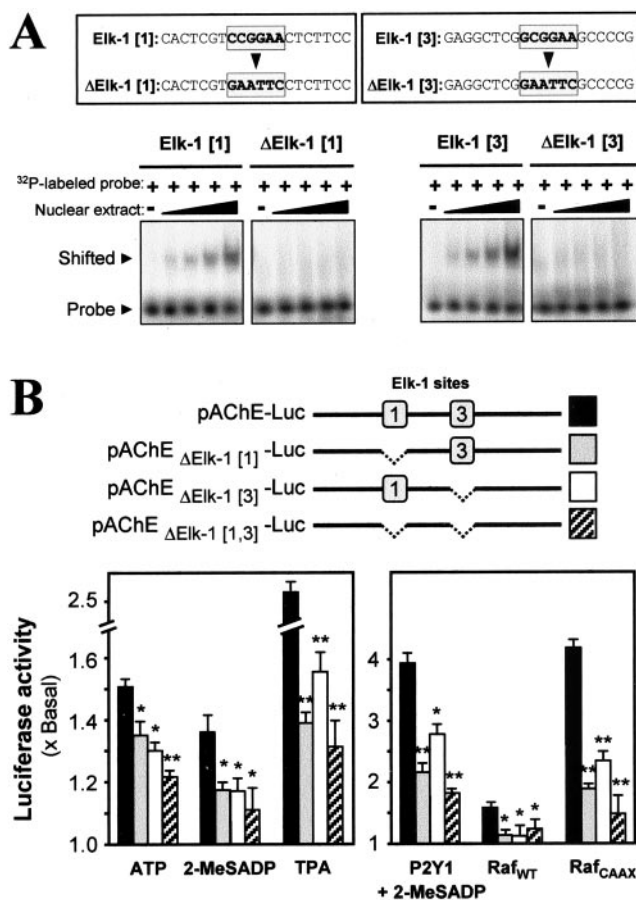 A
Elk-1 [1]: CACTCGTCCGGAACTCTTCC
ΔElk-1 [1]: CACTCGTGAATTCCTCTTCC
Elk-1 [3]: GAGGCTCGGCGGAAGCCCCG
ΔElk-1 [3]: GAGGCTCGGAATTCGCCCCG
Elk-1 [1] ΔElk-1 [1] Elk-1 [3] ΔElk-1 [3]
32P-labeled probe: + + + + + + + + + + + + + + + + + + + +
Nuclear extract: - - - -
Shifted ►
Probe ►
B
Elk-1 sites
pAChE-Luc 1 3
pAChE ΔElk-1 [1] -Luc 3
pAChE ΔElk-1 [3] -Luc 1
pAChE ΔElk-1 [1,3] -Luc
Luciferase activity
(x Basal)
2.5
1.6
1.4
1.2
1.0
* * **
* * *
** ** **
ATP 2-MeSADP TPA
4
3
2
1
** * **
* * *
** ** **
P2Y1 + 2-MeSADP
RafWT
RafCAAX